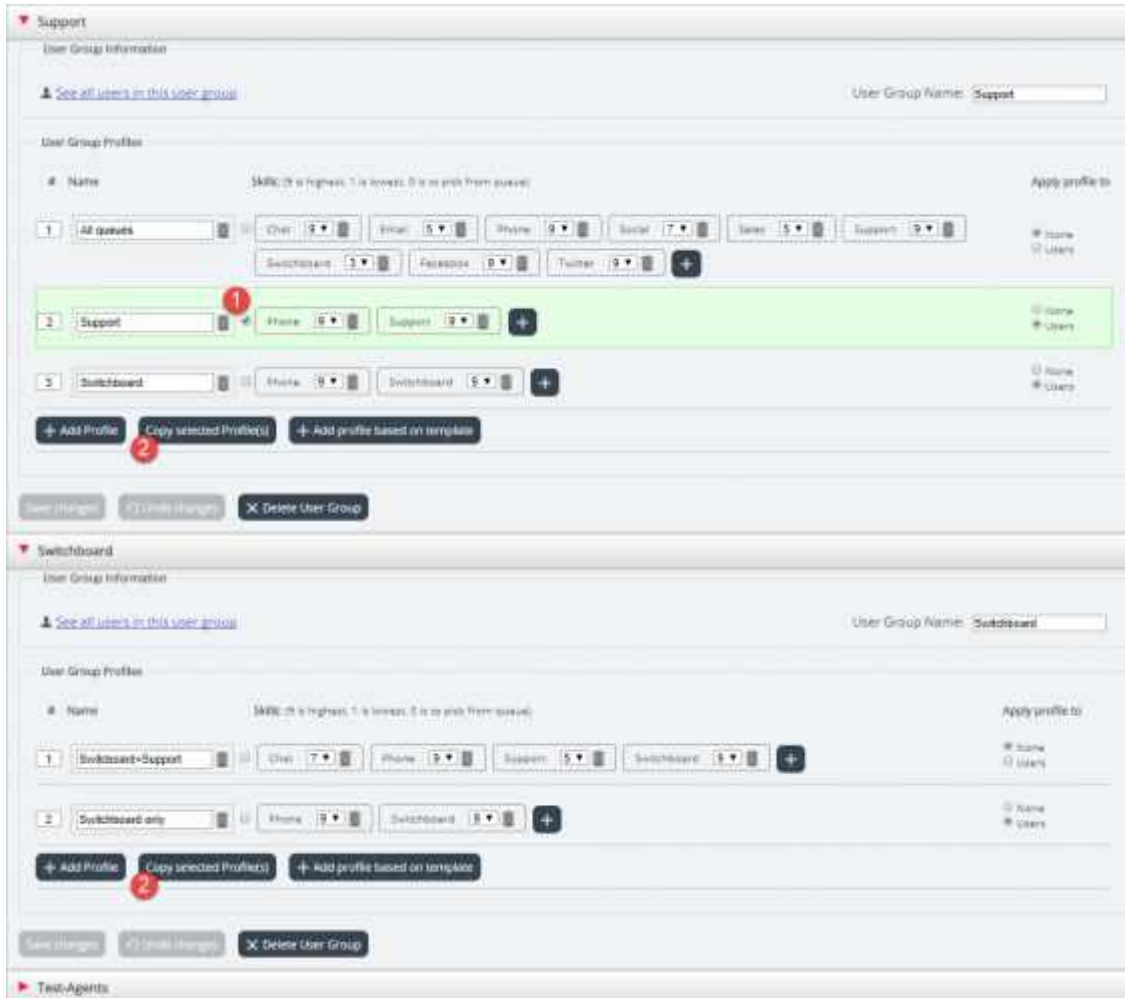 Support
User Group Information
See all users in this user group
User Group Name: Support
User Group Profiles
# Name Skills: (9 is highest, 1 is lowest, 0 is to pick from queue) Apply profile to
1 All queues Chat 9 Email 5 Phone 9 Social 7 Sales 5 Support 9 None
Switchboard 3 Facebook Twitter 9 + Users
1
2 Support Phone 9 Support 9 + None
Users
3 Switchboard Phone 9 Switchboard 9 + None
Users
+ Add Profile Copy selected Profile(s) + Add profile based on template
2
Save changes Undo changes X Delete User Group
Switchboard
User Group Information
See all users in this user group
User Group Name: Switchboard
User Group Profiles
# Name Skills: (9 is highest, 1 is lowest, 0 is to pick from queue) Apply profile to
1 Switchboard+Support Chat 7 Phone 9 Support 5 Switchboard 9 + None
Users
2 Switchboard only Phone 9 Switchboard + None
Users
+ Add Profile Copy selected Profile(s) + Add profile based on template
2
Save changes Undo changes X Delete User Group
Test-Agents